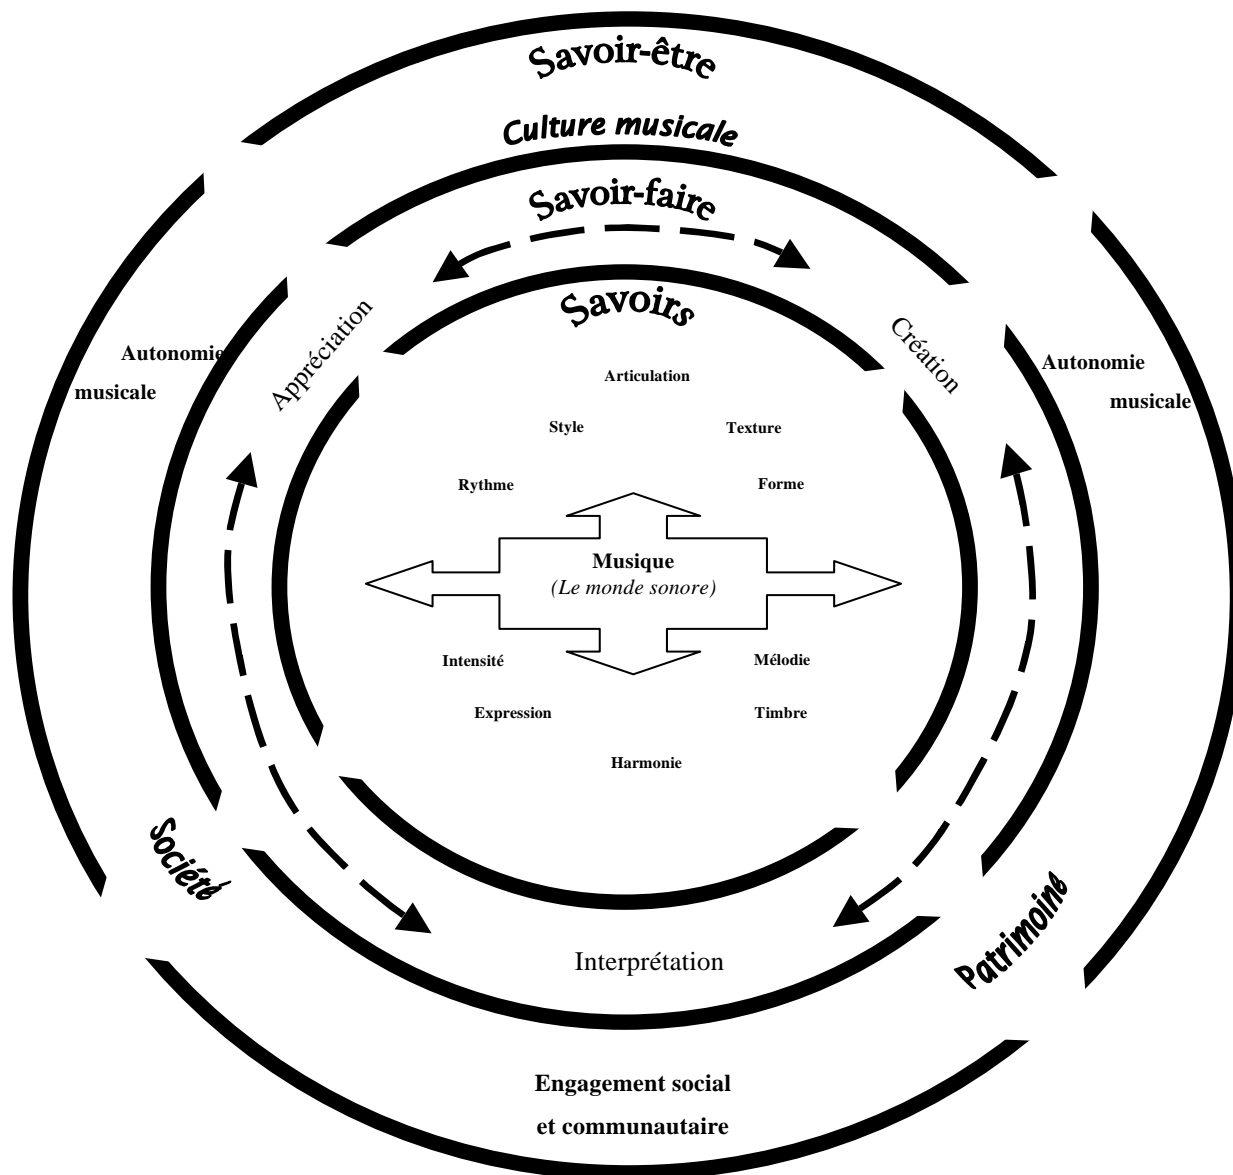 Savoir-être
Culture musicale
Savoir-faire
Savoirs
Appréciation
Création
Autonomie
musicale
Autonomie
musicale
Articulation
Style
Texture
Rythme
Forme
Musique
(Le monde sonore)
Intensité
Mélodie
Expression
Timbre
Harmonie
Société
Patrimoine
Interprétation
Engagement social
et communautaire